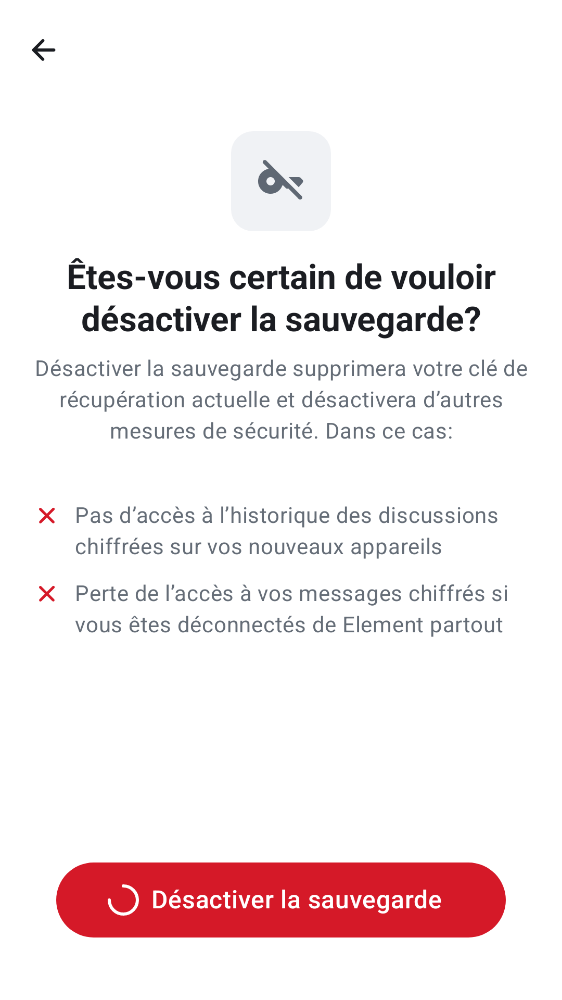 Êtes-vous certain de vouloir
désactiver la sauvegarde?
Désactiver la sauvegarde supprimera votre clé de
récupération actuelle et désactivera d’autres
mesures de sécurité. Dans ce cas:
Pas d’accès à l’historique des discussions
chiffrées sur vos nouveaux appareils
Perte de l’accès à vos messages chiffrés si
vous êtes déconnectés de Element partout
Désactiver la sauvegarde